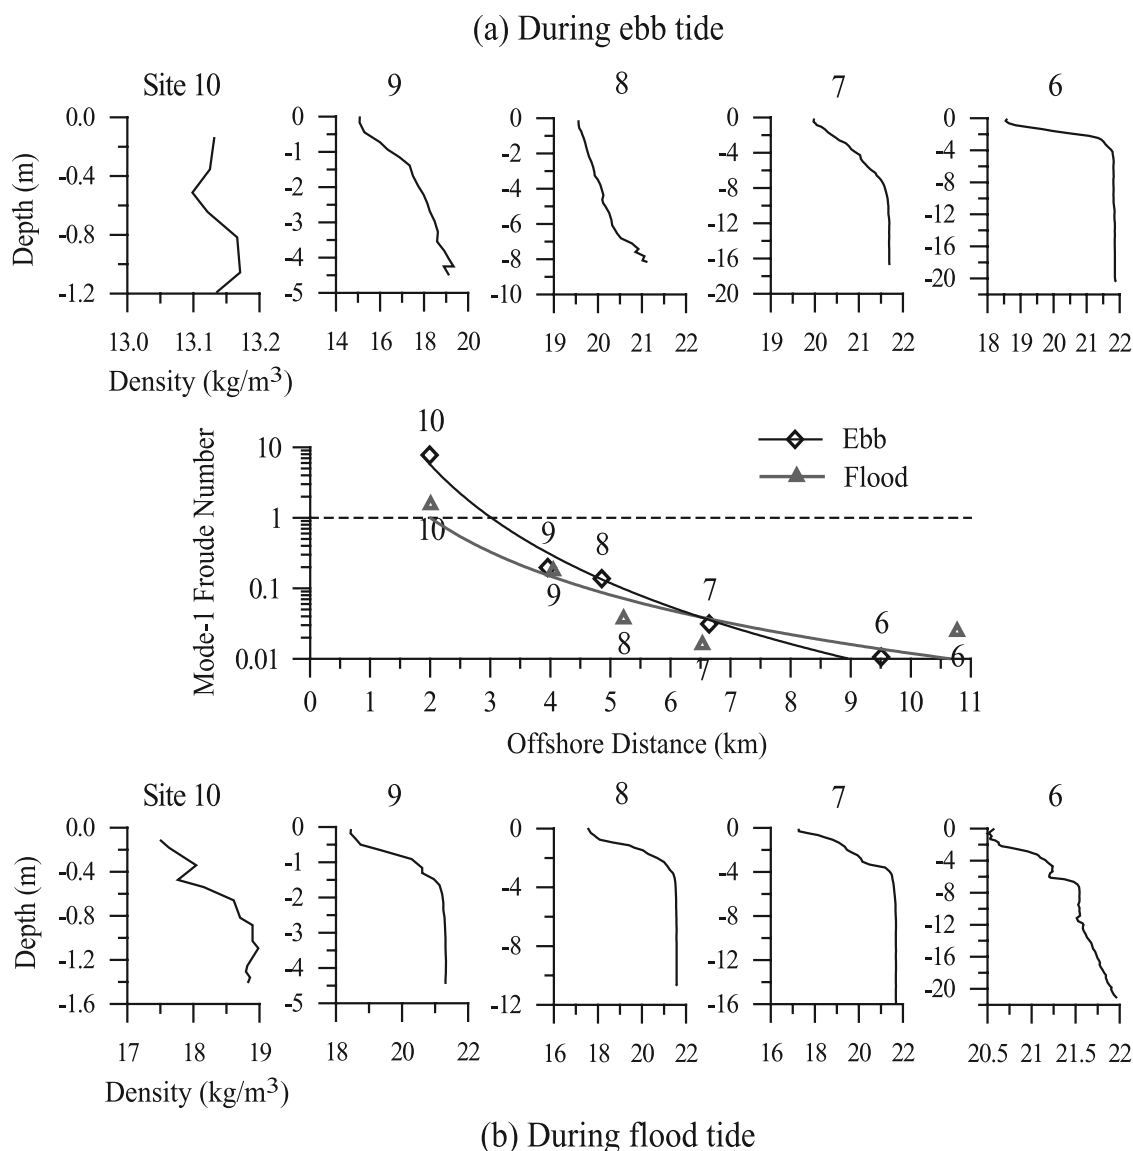 (a) During ebb tide
Site 10 9 8 7 6
Depth (m)
0.0 -0.4 -0.8 -1.2
13.0 13.1 13.2
Density (kg/m³)
0 -1 -2 -3 -4 -5
14 16 18 20
0 -2 -4 -6 -8 -10
19 20 21 22
0 -4 -8 -12 -16 -20
19 20 21 22
0 -4 -8 -12 -16 -20
18 19 20 21 22
Mode-1 Froude Number
10 1 0.1 0.01
Ebb
Flood
10 9 8 7 6
10 9 8 7 6
0 1 2 3 4 5 6 7 8 9 10 11
Offshore Distance (km)
Site 10 9 8 7 6
Depth (m)
0.0 -0.4 -0.8 -1.2 -1.6
17 18 19
Density (kg/m³)
0 -1 -2 -3 -4 -5
18 20 22
0 -4 -8 -12
16 18 20 22
0 -4 -8 -12 -16
16 18 20 22
0 -4 -8 -12 -16 -20
20.5 21 21.5 22
(b) During flood tide